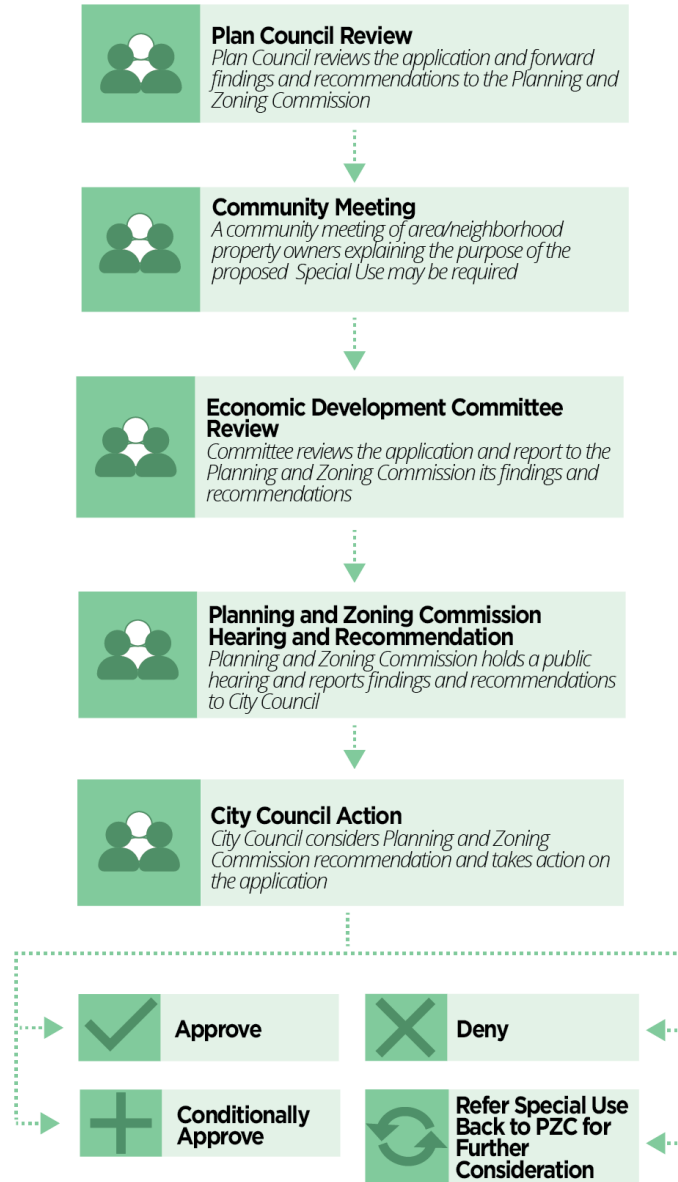 Plan Council Review
Plan Council reviews the application and forward
findings and recommendations to the Planning and
Zoning Commission
Community Meeting
A community meeting of area/neighborhood
property owners explaining the purpose of the
proposed Special Use may be required
Economic Development Committee
Review
Committee reviews the application and report to the
Planning and Zoning Commission its findings and
recommendations
Planning and Zoning Commission
Hearing and Recommendation
Planning and Zoning Commission holds a public
hearing and reports findings and recommendations
to City Council
City Council Action
City Council considers Planning and Zoning
Commission recommendation and takes action on
the application
Approve
Deny
Conditionally
Approve
Refer Special Use
Back to PZC for
Further
Consideration